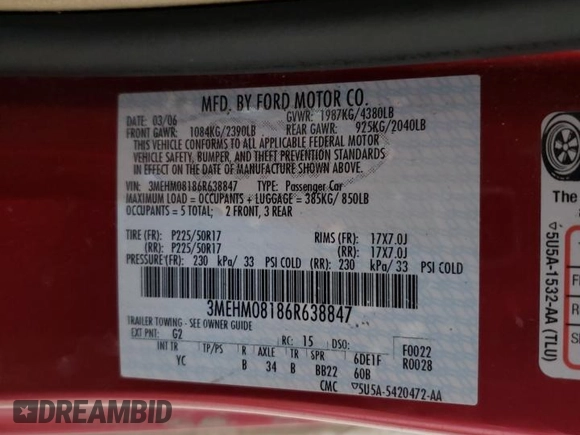 MFD. BY FORD MOTOR CO.
DATE: 03/06 GVWR: 1987KG/4380LB
FRONT GAWR: 1084KG/2390LB REAR GAWR: 925KG/2040LB
THIS VEHICLE CONFORMS TO ALL APPLICABLE FEDERAL MOTOR
VEHICLE SAFETY, BUMPER, AND THEFT PREVENTION STANDARDS
IN EFFECT ON THE DATE OF MANUFACTURE SHOWN ABOVE.
VIN: 3MEHM08186R638847 TYPE: Passenger Car
MAXIMUM LOAD = OCCUPANTS + LUGGAGE = 385KG/ 850LB
OCCUPANTS = 5 TOTAL; 2 FRONT, 3 REAR
TIRE (FR): P225/50R17 RIMS (FR): 17X7.0J
(RR): P225/50R17 (RR): 17X7.0J
PRESSURE (FR): 230 kPa/ 33 PSI COLD (RR): 230 kPa/ 33 PSI COLD
3MEHM08186R638847
TRAILER TOWING - SEE OWNER GUIDE
EXT PNT: G2 RC: 15 DSO: F0022
INT TR TP/PS R AXLE TR SPR 6DE1F R0028
YC B 34 B BB22 60B
CMC 5U5A-5420472-AA
The
5U5A-1532-AA (TLU)
DREAMBID